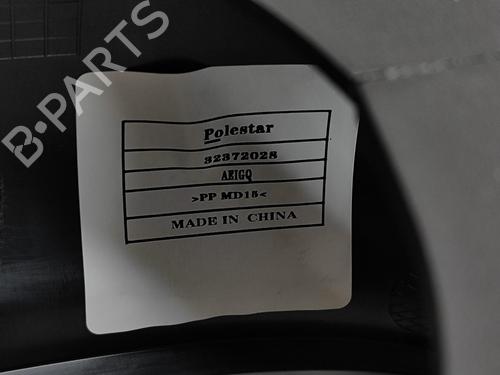 B-PARTS
Polestar
32372028
AEIGQ
>PP MD15<
MADE IN CHINA